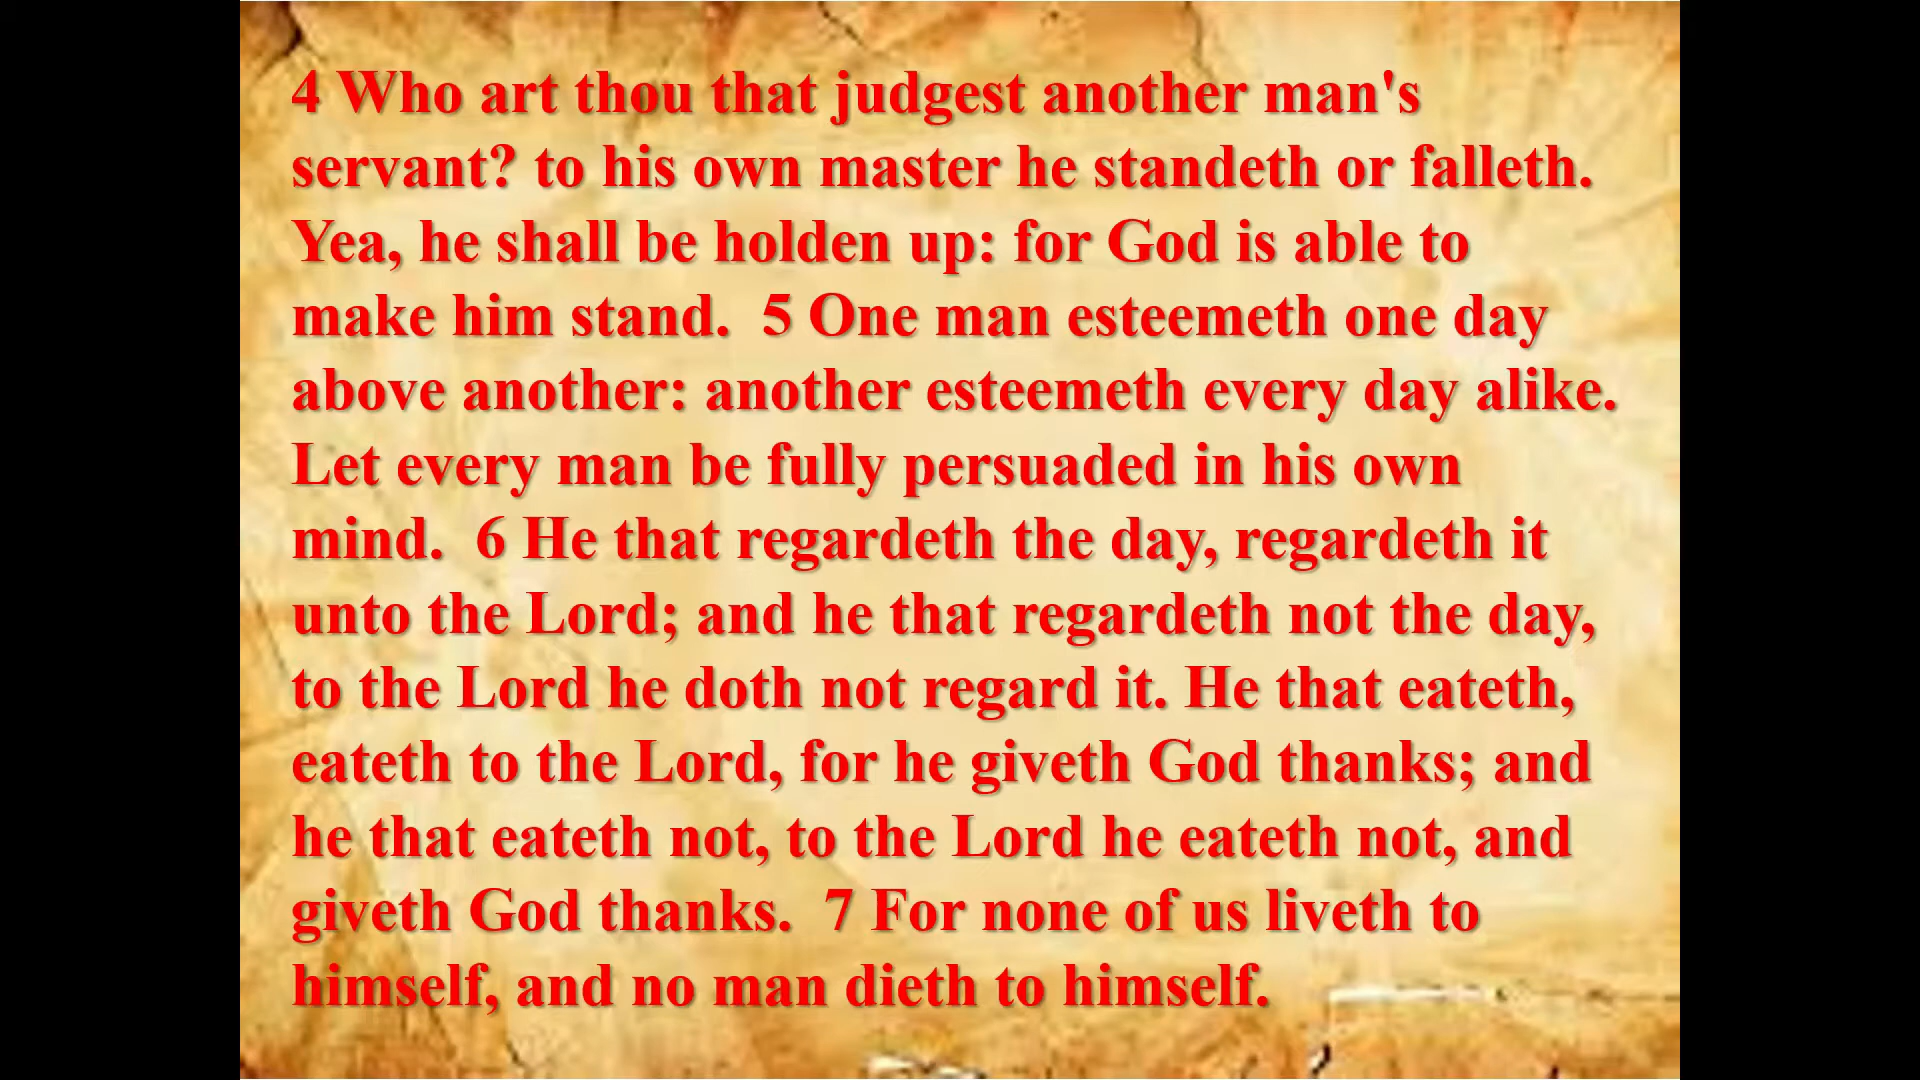 4 Who art thou that judgest another man's
servant? to his own master he standeth or falleth.
Yea, he shall be holden up: for God is able to
make him stand.  5 One man esteemeth one day
above another: another esteemeth every day alike.
Let every man be fully persuaded in his own
mind.  6 He that regardeth the day, regardeth it
unto the Lord; and he that regardeth not the day,
to the Lord he doth not regard it. He that eateth,
eateth to the Lord, for he giveth God thanks; and
he that eateth not, to the Lord he eateth not, and
giveth God thanks.  7 For none of us liveth to
himself, and no man dieth to himself.